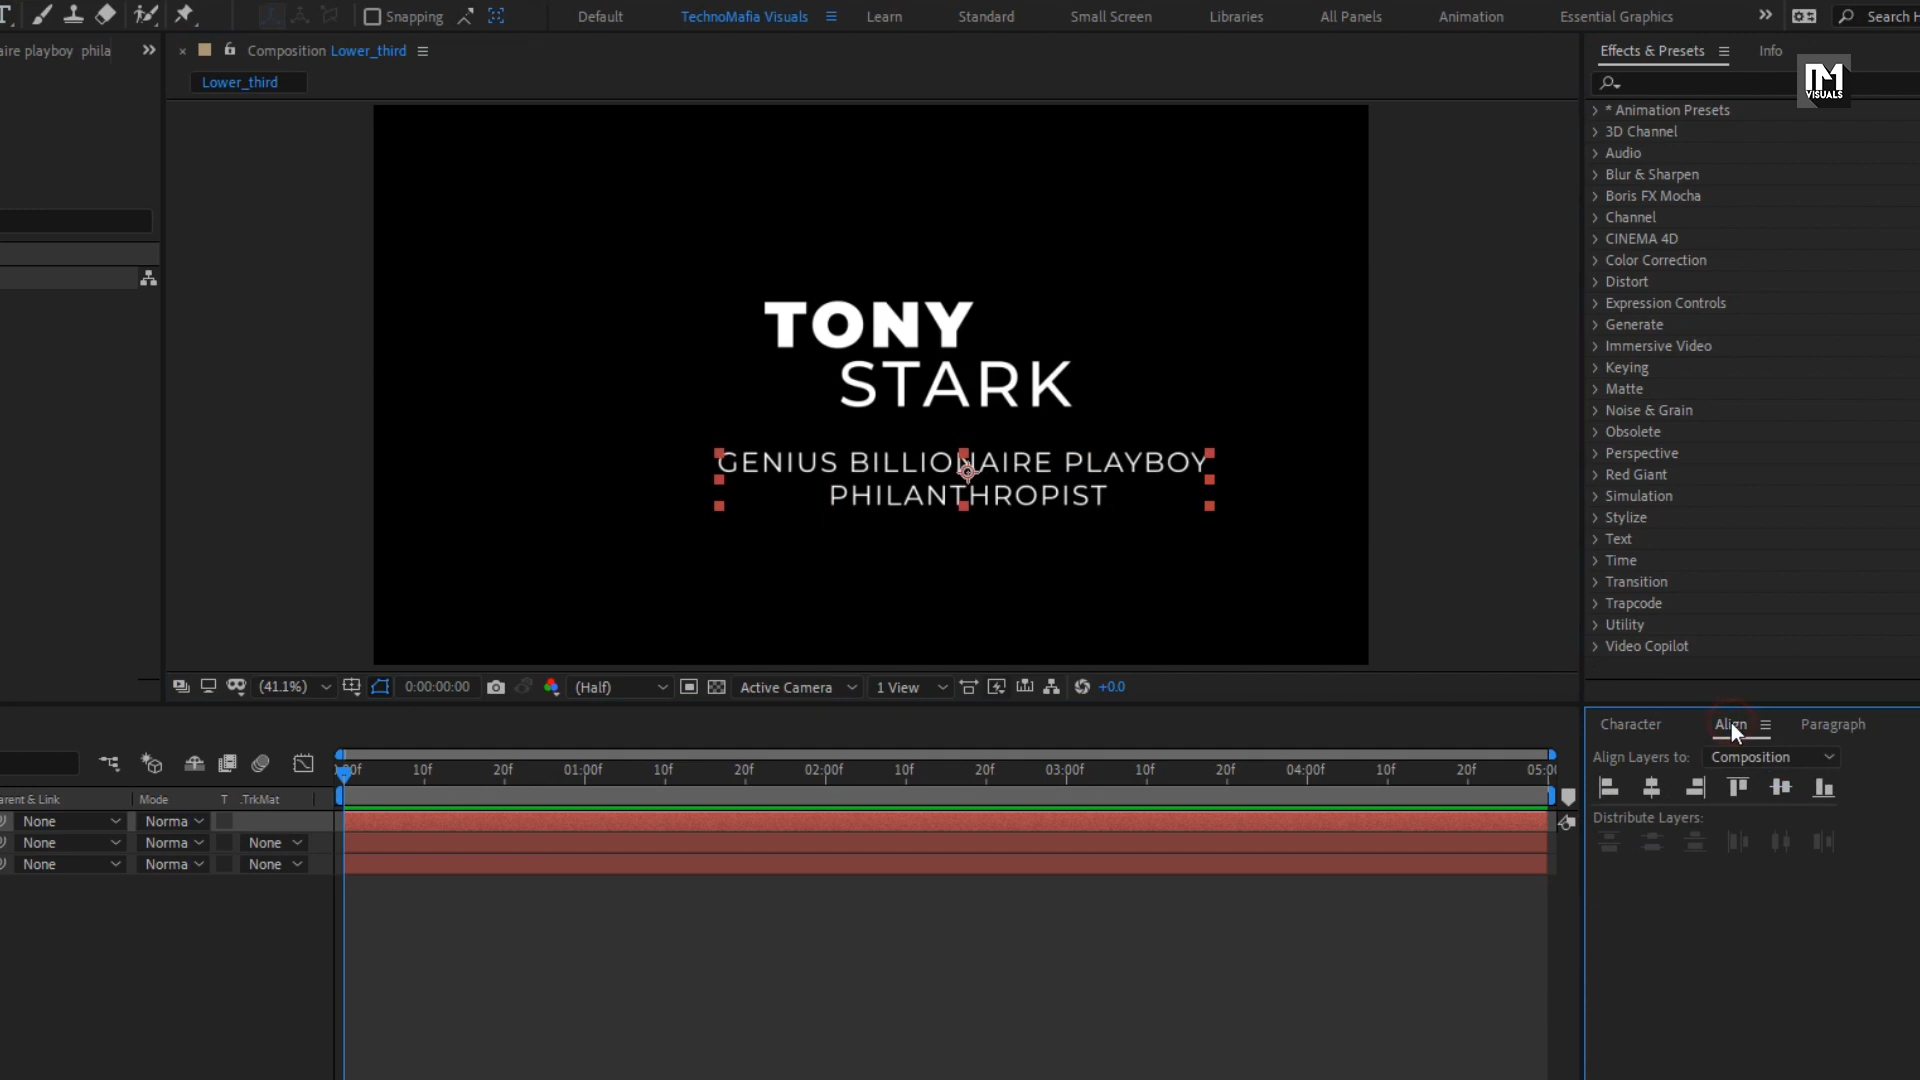 Snapping
Default
TechnoMafia Visuals
Learn
Standard
Small Screen
Libraries
All Panels
Animation
Essential Graphics
Search H
aire playboy phila
Composition Lower_third
Lower_third
Effects & Presets
Info
VISUALS
* Animation Presets
3D Channel
Audio
Blur & Sharpen
Boris FX Mocha
Channel
CINEMA 4D
Color Correction
Distort
Expression Controls
Generate
Immersive Video
Keying
Matte
Noise & Grain
Obsolete
Perspective
Red Giant
Simulation
Stylize
Text
Time
Transition
Trapcode
Utility
Video Copilot
TONY
STARK
GENIUS BILLIONAIRE PLAYBOY
PHILANTHROPIST
(41.1%)
0:00:00:00
(Half)
Active Camera
1 View
+0.0
Character
Align
Paragraph
Align Layers to:
Composition
Distribute Layers:
10f 20f 01:00f 10f 20f 02:00f 10f 20f 03:00f 10f 20f 04:00f 10f 20f 05:00
arent & Link
Mode
T .TrkMat
None Norma
None Norma None
None Norma None